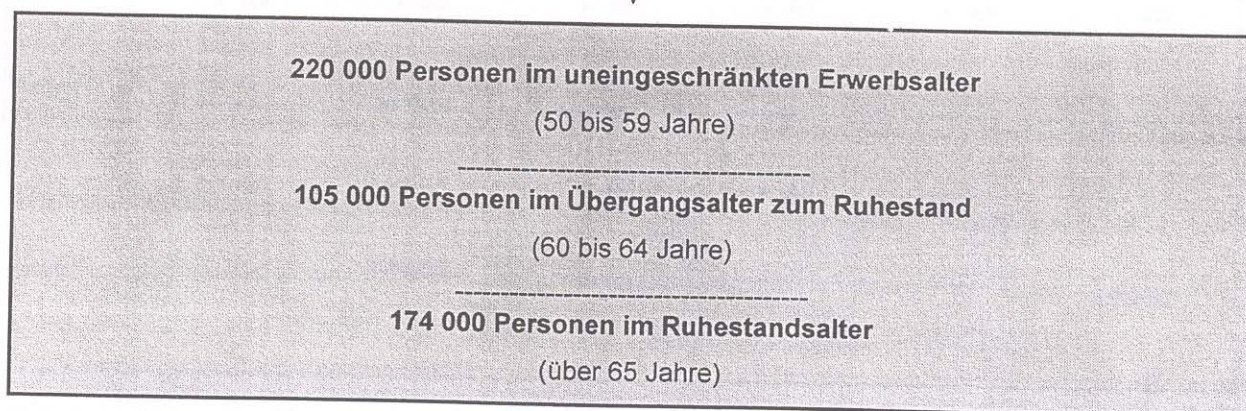 220 000 Personen im uneingeschränkten Erwerbsalter
(50 bis 59 Jahre)
105 000 Personen im Übergangsalter zum Ruhestand
(60 bis 64 Jahre)
174 000 Personen im Ruhestandsalter
(über 65 Jahre)